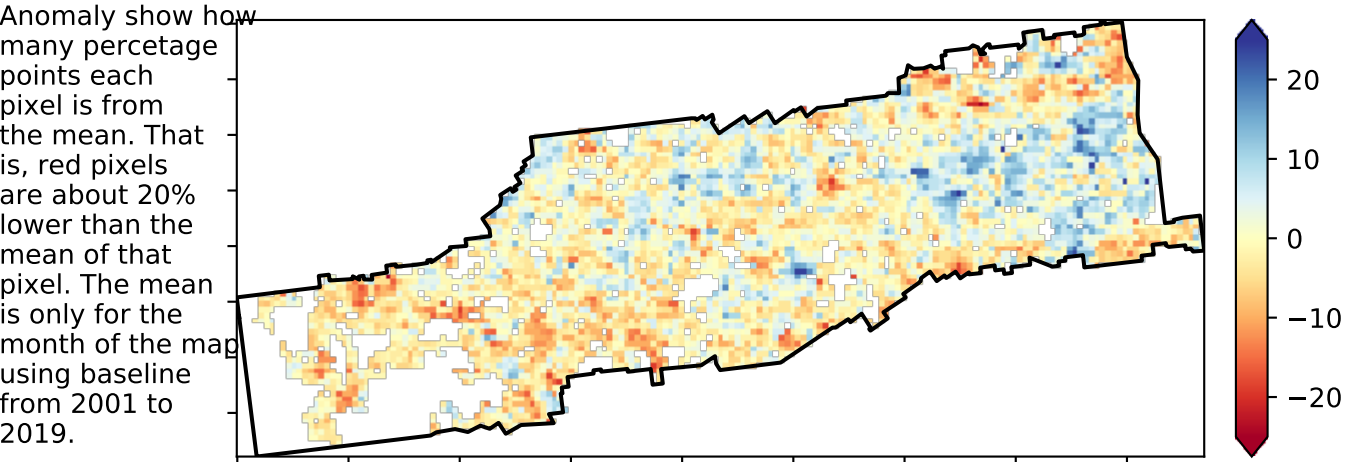 Anomaly show how
many percetage
points each
pixel is from
the mean. That
is, red pixels
are about 20%
lower than the
mean of that
pixel. The mean
is only for the
month of the map
using baseline
from 2001 to
2019.
20
10
0
−10
−20